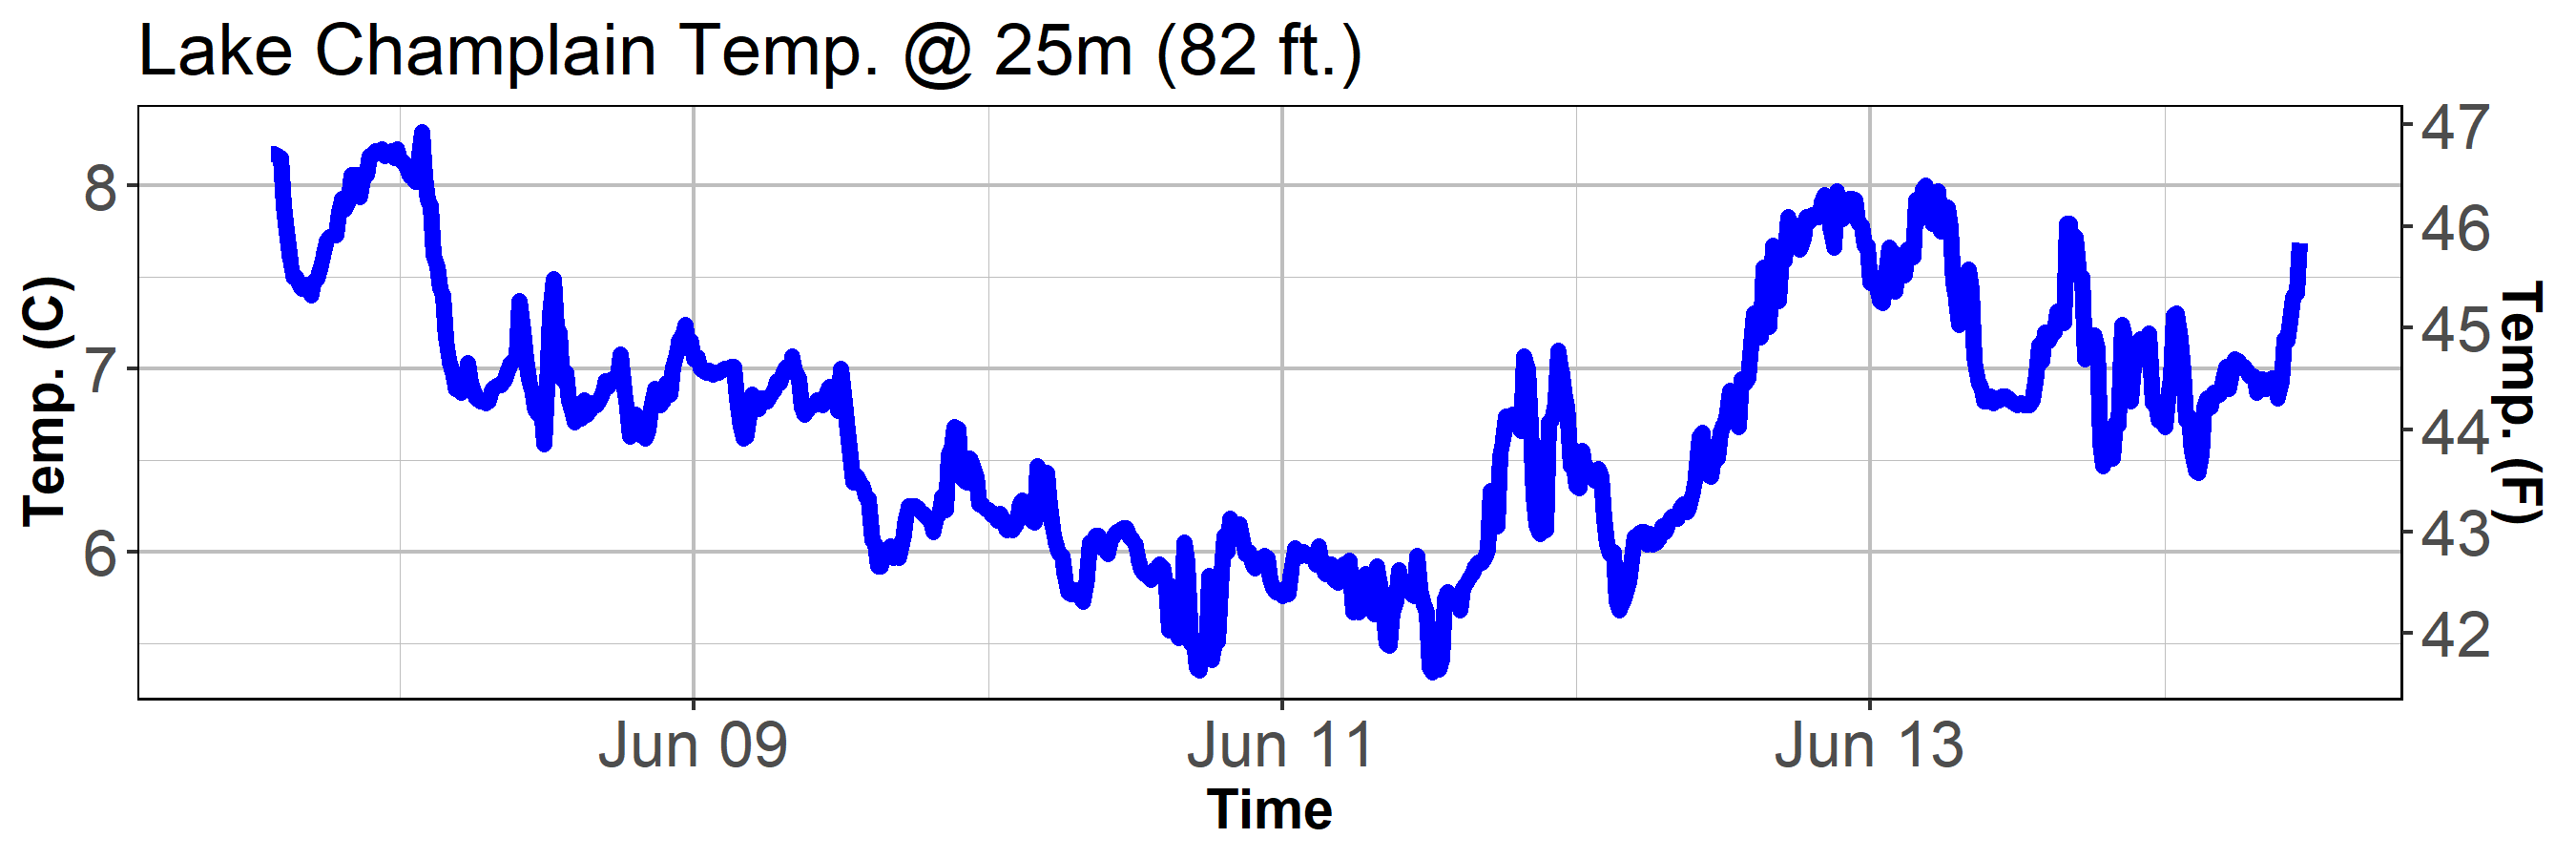 Lake Champlain Temp. @ 25m (82 ft.)
Temp. (C)
8
7
6
47
46
45
44
43
42
Temp. (F)
Jun 09 Jun 11 Jun 13
Time